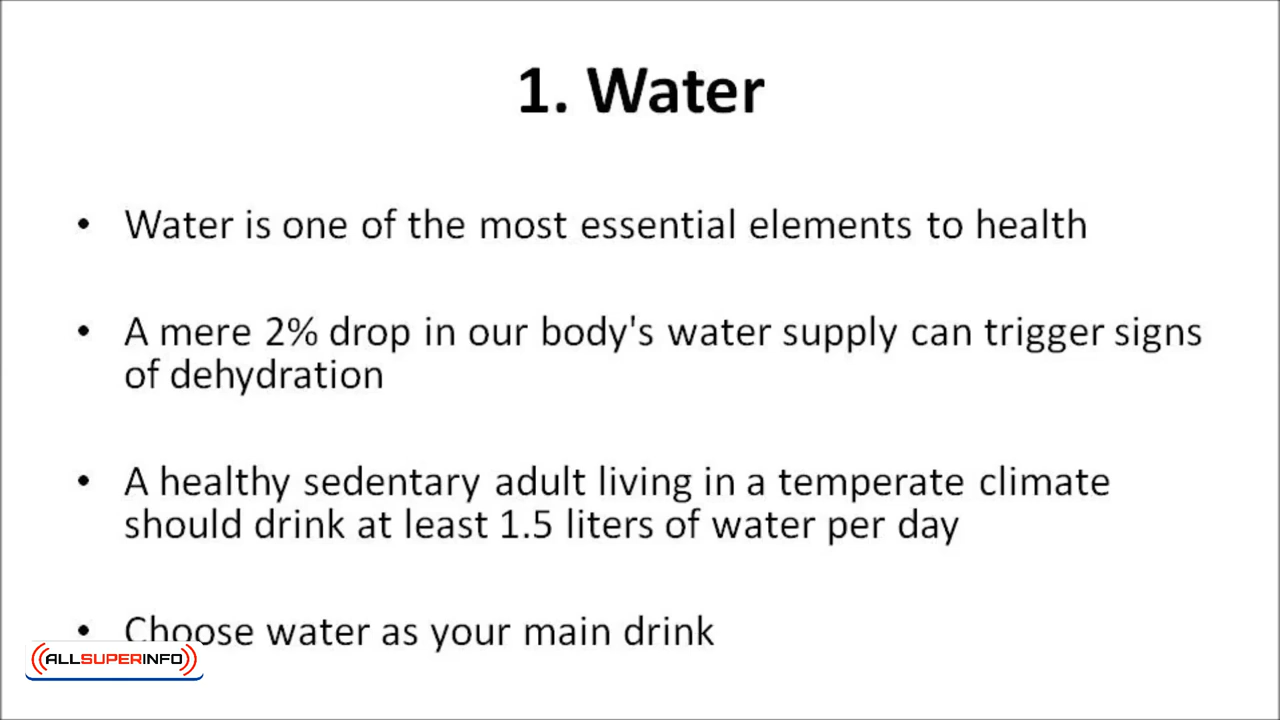 1. Water
• Water is one of the most essential elements to health
• A mere 2% drop in our body's water supply can trigger signs
of dehydration
• A healthy sedentary adult living in a temperate climate
should drink at least 1.5 liters of water per day
• Choose water as your main drink
ALLSUPERINFO